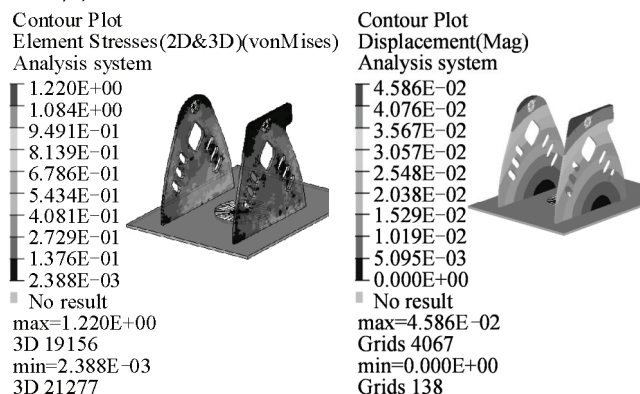 Contour Plot
Element Stresses(2D&3D)(vonMises)
Analysis system
1.220E+00
1.084E+00
9.491E-01
8.139E-01
6.786E-01
5.434E-01
4.081E-01
2.729E-01
1.376E-01
2.388E-03
No result
max=1.220E+00
3D 19156
min=2.388E-03
3D 21277
Contour Plot
Displacement(Mag)
Analysis system
4.586E-02
4.076E-02
3.567E-02
3.057E-02
2.548E-02
2.038E-02
1.529E-02
1.019E-02
5.095E-03
0.000E+00
No result
max=4.586E-02
Grids 4067
min=0.000E+00
Grids 138